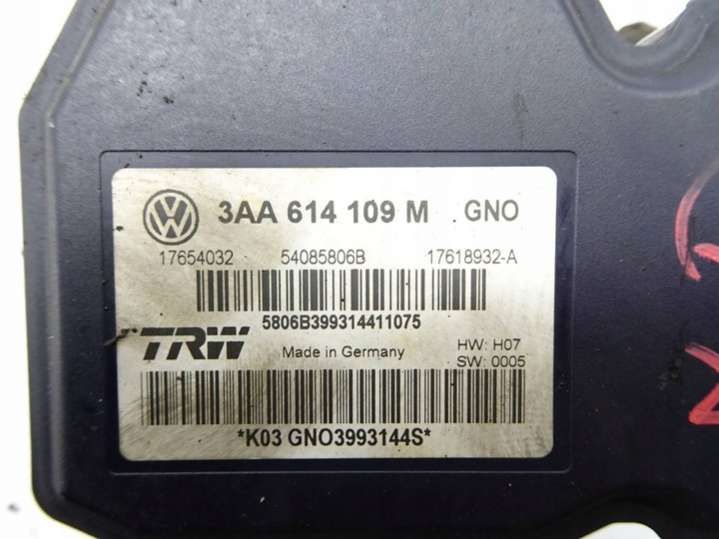 3AA 614 109 M GNO
17654032 54085806B 17618932-A
5806B399314411075
TRW Made in Germany HW: H07
SW: 0005
*K03 GNO3993144S*